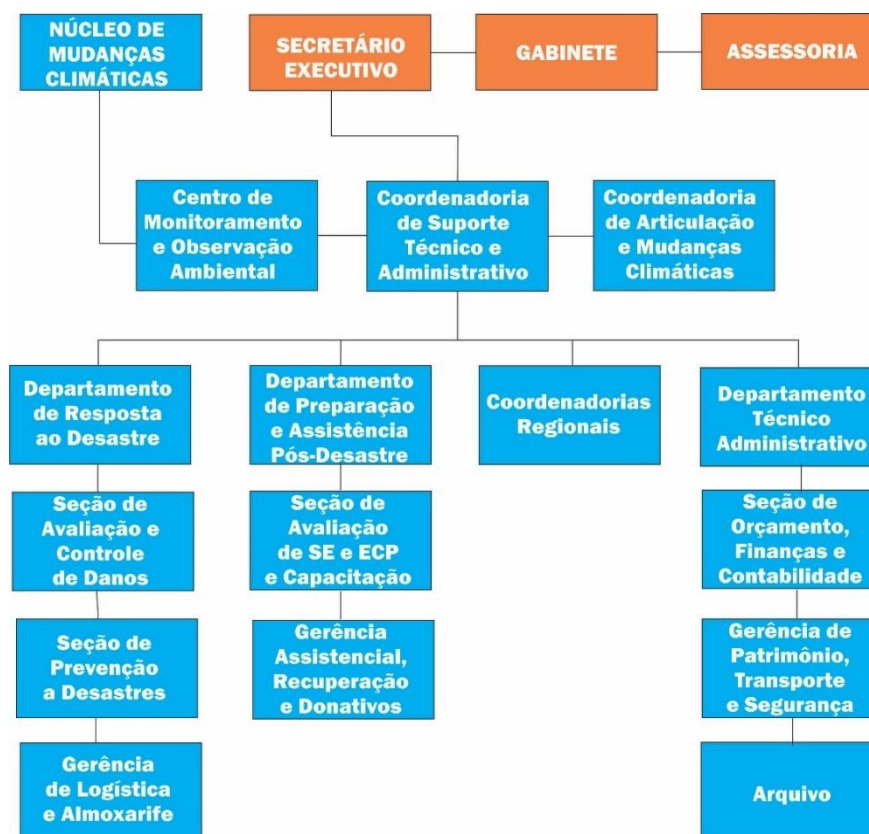 NÚCLEO DE
MUDANÇAS
CLIMÁTICAS
SECRETÁRIO
EXECUTIVO
GABINETE
ASSESSORIA
Centro de
Monitoramento
e Observação
Ambiental
Coordenadoria
de Suporte
Técnico e
Administrativo
Coordenadoria
de Articulação
e Mudanças
Climáticas
Departamento
de Resposta
ao Desastre
Departamento
de Preparação
e Assistência
Pós-Desastre
Coordenadorias
Regionais
Departamento
Técnico
Administrativo
Seção de
Avaliação e
Controle
de Danos
Seção de
Avaliação
de SE e ECP
e Capacitação
Seção de
Orçamento,
Finanças e
Contabilidade
Seção de
Prevenção
a Desastres
Gerência
Assistencial,
Recuperação
e Donativos
Gerência de
Patrimônio,
Transporte
e Segurança
Gerência
de Logística
e Almoxarife
Arquivo